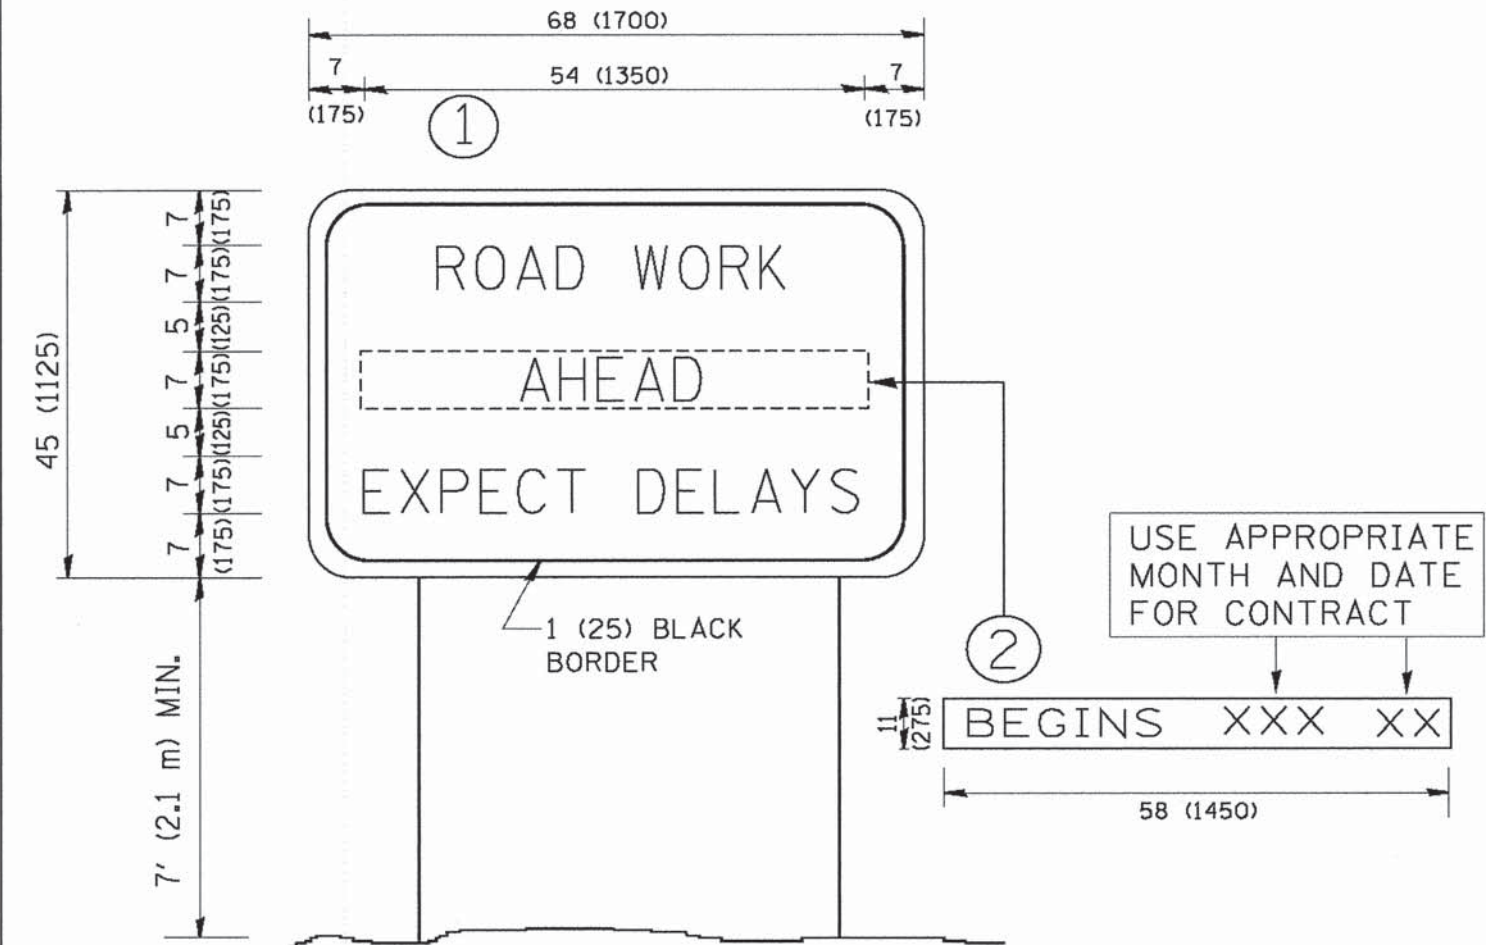 68 (1700)
7
54 (1350)
7
(175)
(175)
1
7
(175)
7
(175)
5
(125)
7
(175)
5
(125)
7
(175)
7
(175)
45 (1125)
ROAD WORK
AHEAD
EXPECT DELAYS
1 (25) BLACK
BORDER
7' (2.1 m) MIN.
2
USE APPROPRIATE
MONTH AND DATE
FOR CONTRACT
11
(275)
BEGINS XXX XX
58 (1450)